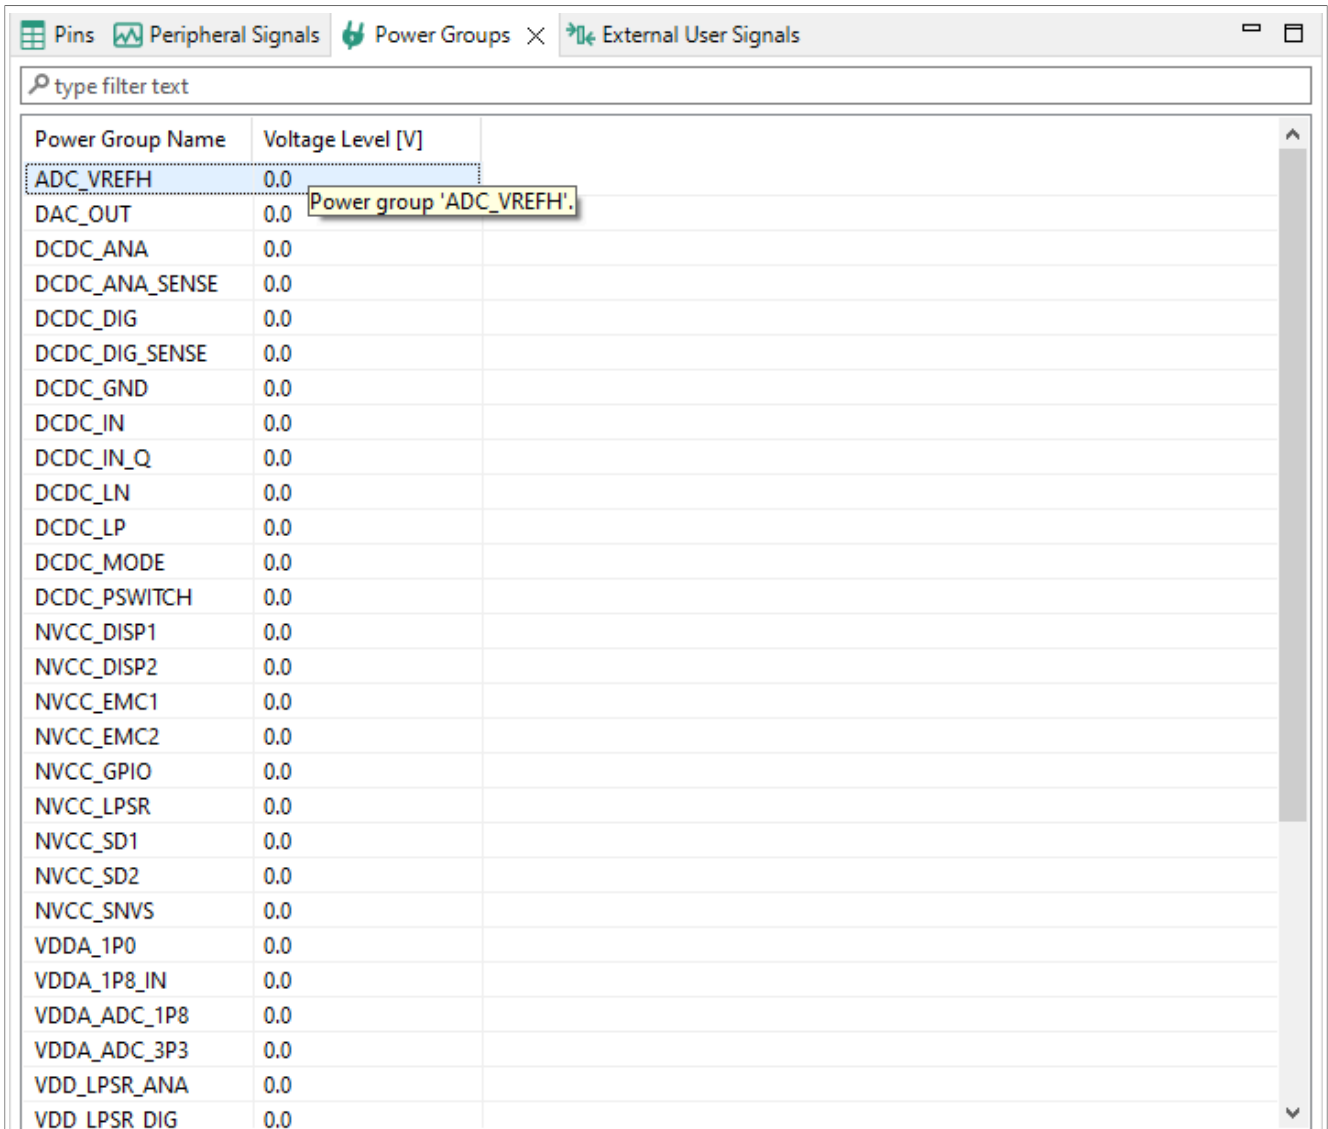 Pins Peripheral Signals Power Groups External User Signals
type filter text
Power Group Name Voltage Level [V]
ADC_VREFH 0.0
Power group 'ADC_VREFH'.
DAC_OUT 0.0
DCDC_ANA 0.0
DCDC_ANA_SENSE 0.0
DCDC_DIG 0.0
DCDC_DIG_SENSE 0.0
DCDC_GND 0.0
DCDC_IN 0.0
DCDC_IN_Q 0.0
DCDC_LN 0.0
DCDC_LP 0.0
DCDC_MODE 0.0
DCDC_PSWITCH 0.0
NVCC_DISP1 0.0
NVCC_DISP2 0.0
NVCC_EMC1 0.0
NVCC_EMC2 0.0
NVCC_GPIO 0.0
NVCC_LPSR 0.0
NVCC_SD1 0.0
NVCC_SD2 0.0
NVCC_SNVS 0.0
VDDA_1P0 0.0
VDDA_1P8_IN 0.0
VDDA_ADC_1P8 0.0
VDDA_ADC_3P3 0.0
VDD_LPSR_ANA 0.0
VDD_LPSR_DIG 0.0